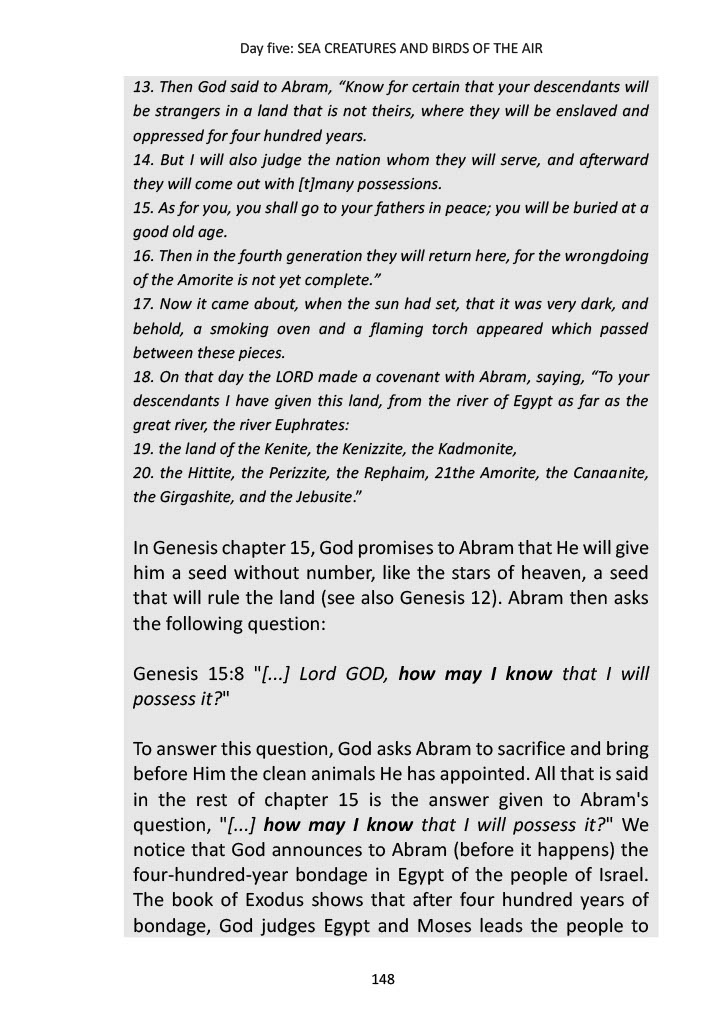 Day five: SEA CREATURES AND BIRDS OF THE AIR
13. Then God said to Abram, “Know for certain that your descendants will
be strangers in a land that is not theirs, where they will be enslaved and
oppressed for four hundred years.
14. But I will also judge the nation whom they will serve, and afterward
they will come out with [t]many possessions.
15. As for you, you shall go to your fathers in peace; you will be buried at a
good old age.
16. Then in the fourth generation they will return here, for the wrongdoing
of the Amorite is not yet complete.”
17. Now it came about, when the sun had set, that it was very dark, and
behold, a smoking oven and a flaming torch appeared which passed
between these pieces.
18. On that day the LORD made a covenant with Abram, saying, “To your
descendants I have given this land, from the river of Egypt as far as the
great river, the river Euphrates:
19. the land of the Kenite, the Kenizzite, the Kadmonite,
20. the Hittite, the Perizzite, the Rephaim, 21the Amorite, the Canaanite,
the Girgashite, and the Jebusite.”
In Genesis chapter 15, God promises to Abram that He will give
him a seed without number, like the stars of heaven, a seed
that will rule the land (see also Genesis 12). Abram then asks
the following question:
Genesis 15:8 "[...] Lord GOD, how may I know that I will
possess it?"
To answer this question, God asks Abram to sacrifice and bring
before Him the clean animals He has appointed. All that is said
in the rest of chapter 15 is the answer given to Abram's
question, "[...] how may I know that I will possess it?" We
notice that God announces to Abram (before it happens) the
four-hundred-year bondage in Egypt of the people of Israel.
The book of Exodus shows that after four hundred years of
bondage, God judges Egypt and Moses leads the people to
148